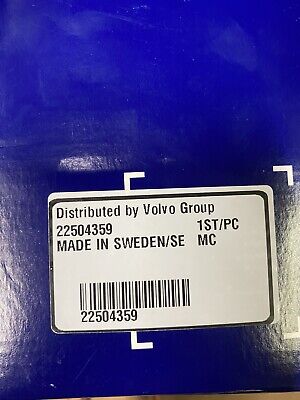 Distributed by Volvo Group
22504359 1ST/PC
MADE IN SWEDEN/SE MC
22504359